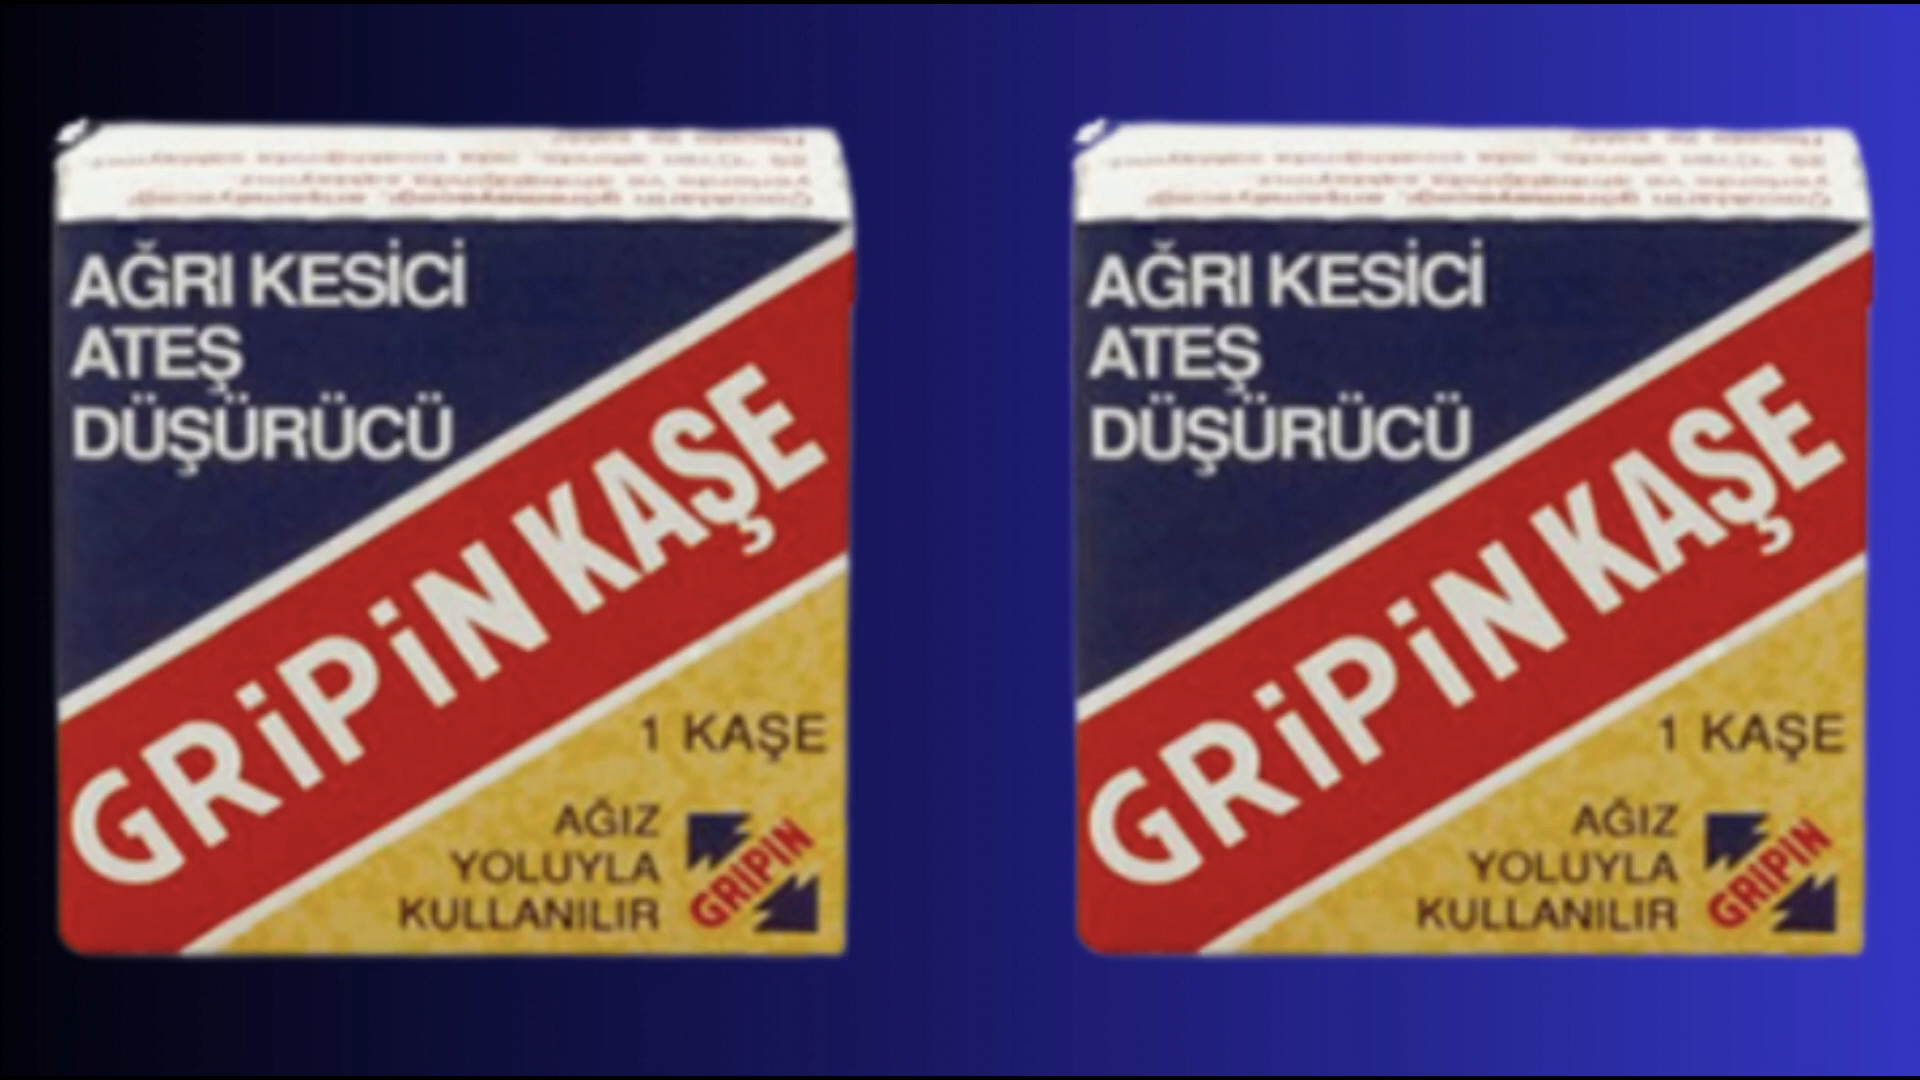 AĞRI KESİCİ
ATEŞ
DÜŞÜRÜCÜ
GRiPiN KAŞE
1 KAŞE
AĞIZ
YOLUYLA
KULLANILIR
GRIPIN
AĞRI KESİCİ
ATEŞ
DÜŞÜRÜCÜ
GRiPiN KAŞE
1 KAŞE
AĞIZ
YOLUYLA
KULLANILIR
GRIPIN